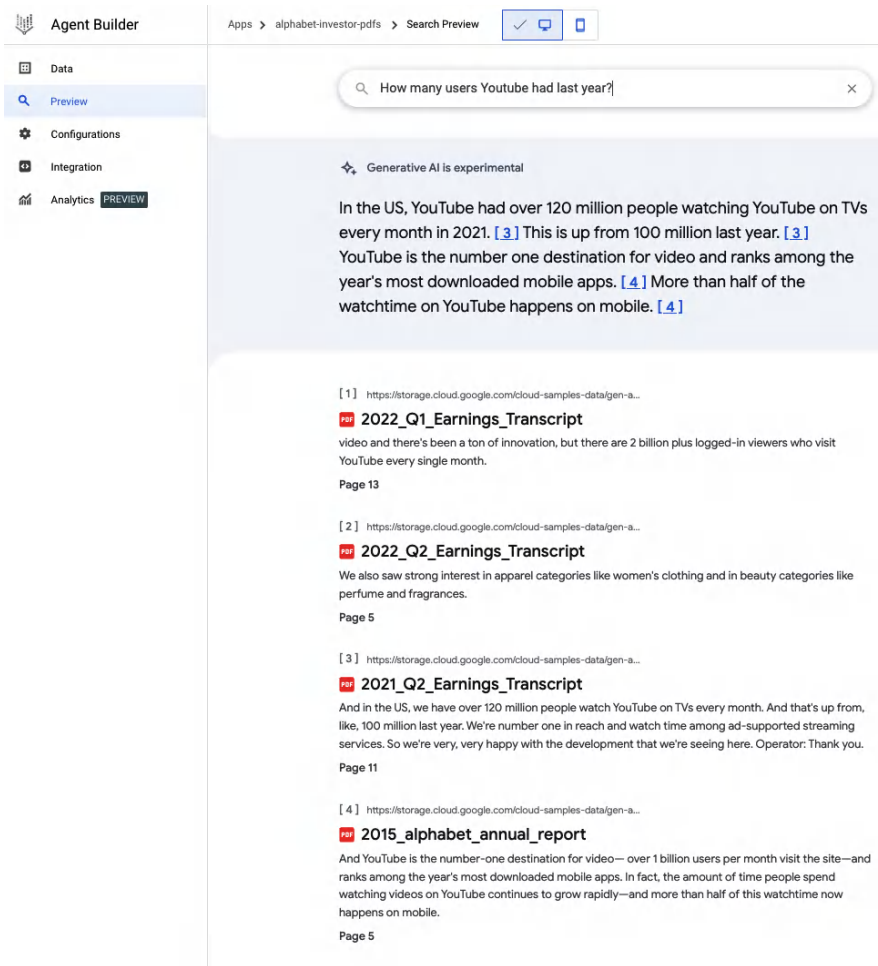 Agent Builder
Apps > alphabet-investor-pdfs > Search Preview
Data
Preview
Configurations
Integration
Analytics PREVIEW
How many users Youtube had last year?
Generative AI is experimental
In the US, YouTube had over 120 million people watching YouTube on TVs
every month in 2021. [3] This is up from 100 million last year. [3]
YouTube is the number one destination for video and ranks among the
year's most downloaded mobile apps. [4] More than half of the
watchtime on YouTube happens on mobile. [4]
[1] https://storage.cloud.google.com/cloud-samples-data/gen-a...
PDF 2022_Q1_Earnings_Transcript
video and there's been a ton of innovation, but there are 2 billion plus logged-in viewers who visit
YouTube every single month.
Page 13
[2] https://storage.cloud.google.com/cloud-samples-data/gen-a...
PDF 2022_Q2_Earnings_Transcript
We also saw strong interest in apparel categories like women's clothing and in beauty categories like
perfume and fragrances.
Page 5
[3] https://storage.cloud.google.com/cloud-samples-data/gen-a...
PDF 2021_Q2_Earnings_Transcript
And in the US, we have over 120 million people watch YouTube on TVs every month. And that's up from,
like, 100 million last year. We're number one in reach and watch time among ad-supported streaming
services. So we're very, very happy with the development that we're seeing here. Operator: Thank you.
Page 11
[4] https://storage.cloud.google.com/cloud-samples-data/gen-a...
PDF 2015_alphabet_annual_report
And YouTube is the number-one destination for video— over 1 billion users per month visit the site—and
ranks among the year's most downloaded mobile apps. In fact, the amount of time people spend
watching videos on YouTube continues to grow rapidly—and more than half of this watchtime now
happens on mobile.
Page 5